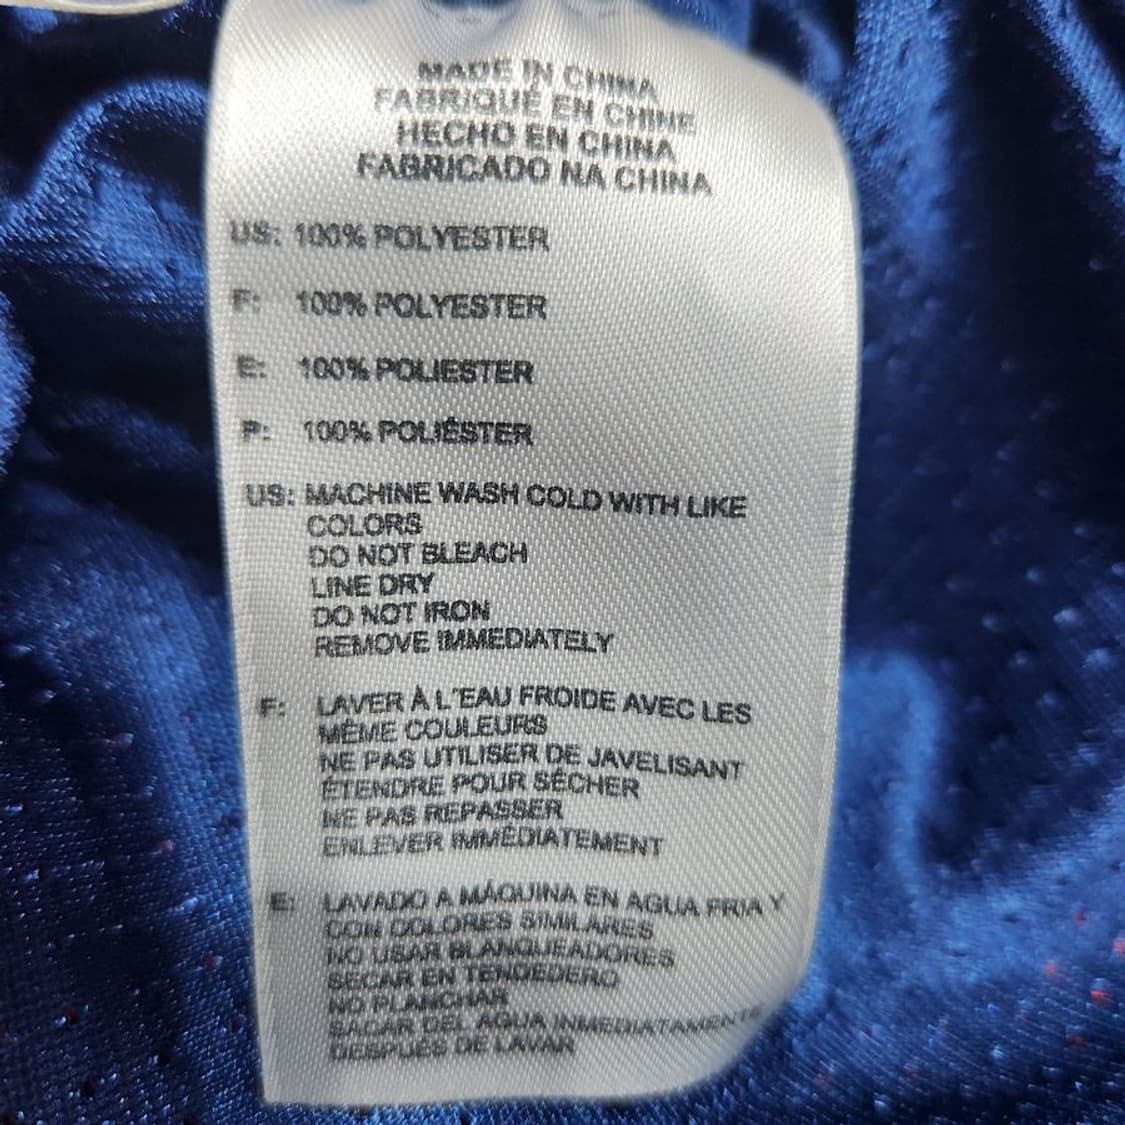 MADE IN CHINA
FABRIQUÉ EN CHINE
HECHO EN CHINA
FABRICADO NA CHINA
US: 100% POLYESTER
F: 100% POLYESTER
E: 100% POLIESTER
P: 100% POLIÉSTER
US: MACHINE WASH COLD WITH LIKE
COLORS
DO NOT BLEACH
LINE DRY
DO NOT IRON
REMOVE IMMEDIATELY
F: LAVER À L'EAU FROIDE AVEC LES
MÊME COULEURS
NE PAS UTILISER DE JAVELISANT
ÉTENDRE POUR SÉCHER
NE PAS REPASSER
ENLEVER IMMÉDIATEMENT
E: LAVADO A MÁQUINA EN AGUA FRIA Y
CON COLORES SIMILARES
NO USAR BLANQUEADORES
SECAR EN TENDEDERO
NO PLANCHAR
SACAR DEL AGUA INMEDIATAMENTE
DESPUÉS DE LAVAR